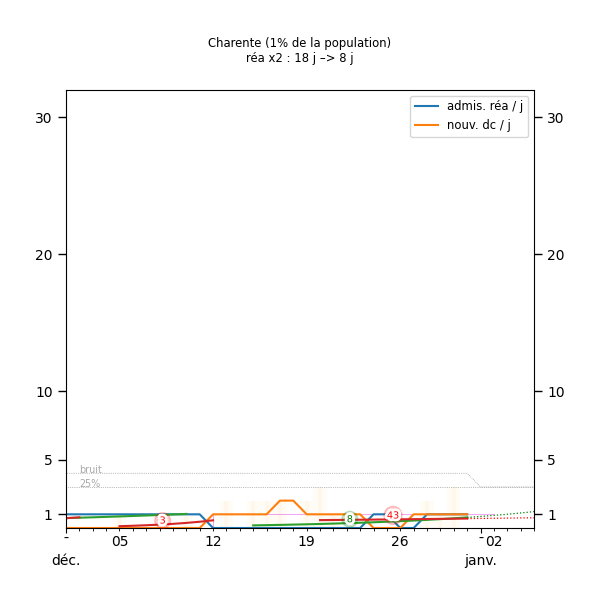 Charente (1% de la population)
réa x2 : 18 j –> 8 j
admis. réa / j
nouv. dc / j
30 30
20 20
10 10
5 5
1 1
bruit
25%
3 8 43
- 05 12 19 26 - 02
déc. janv.